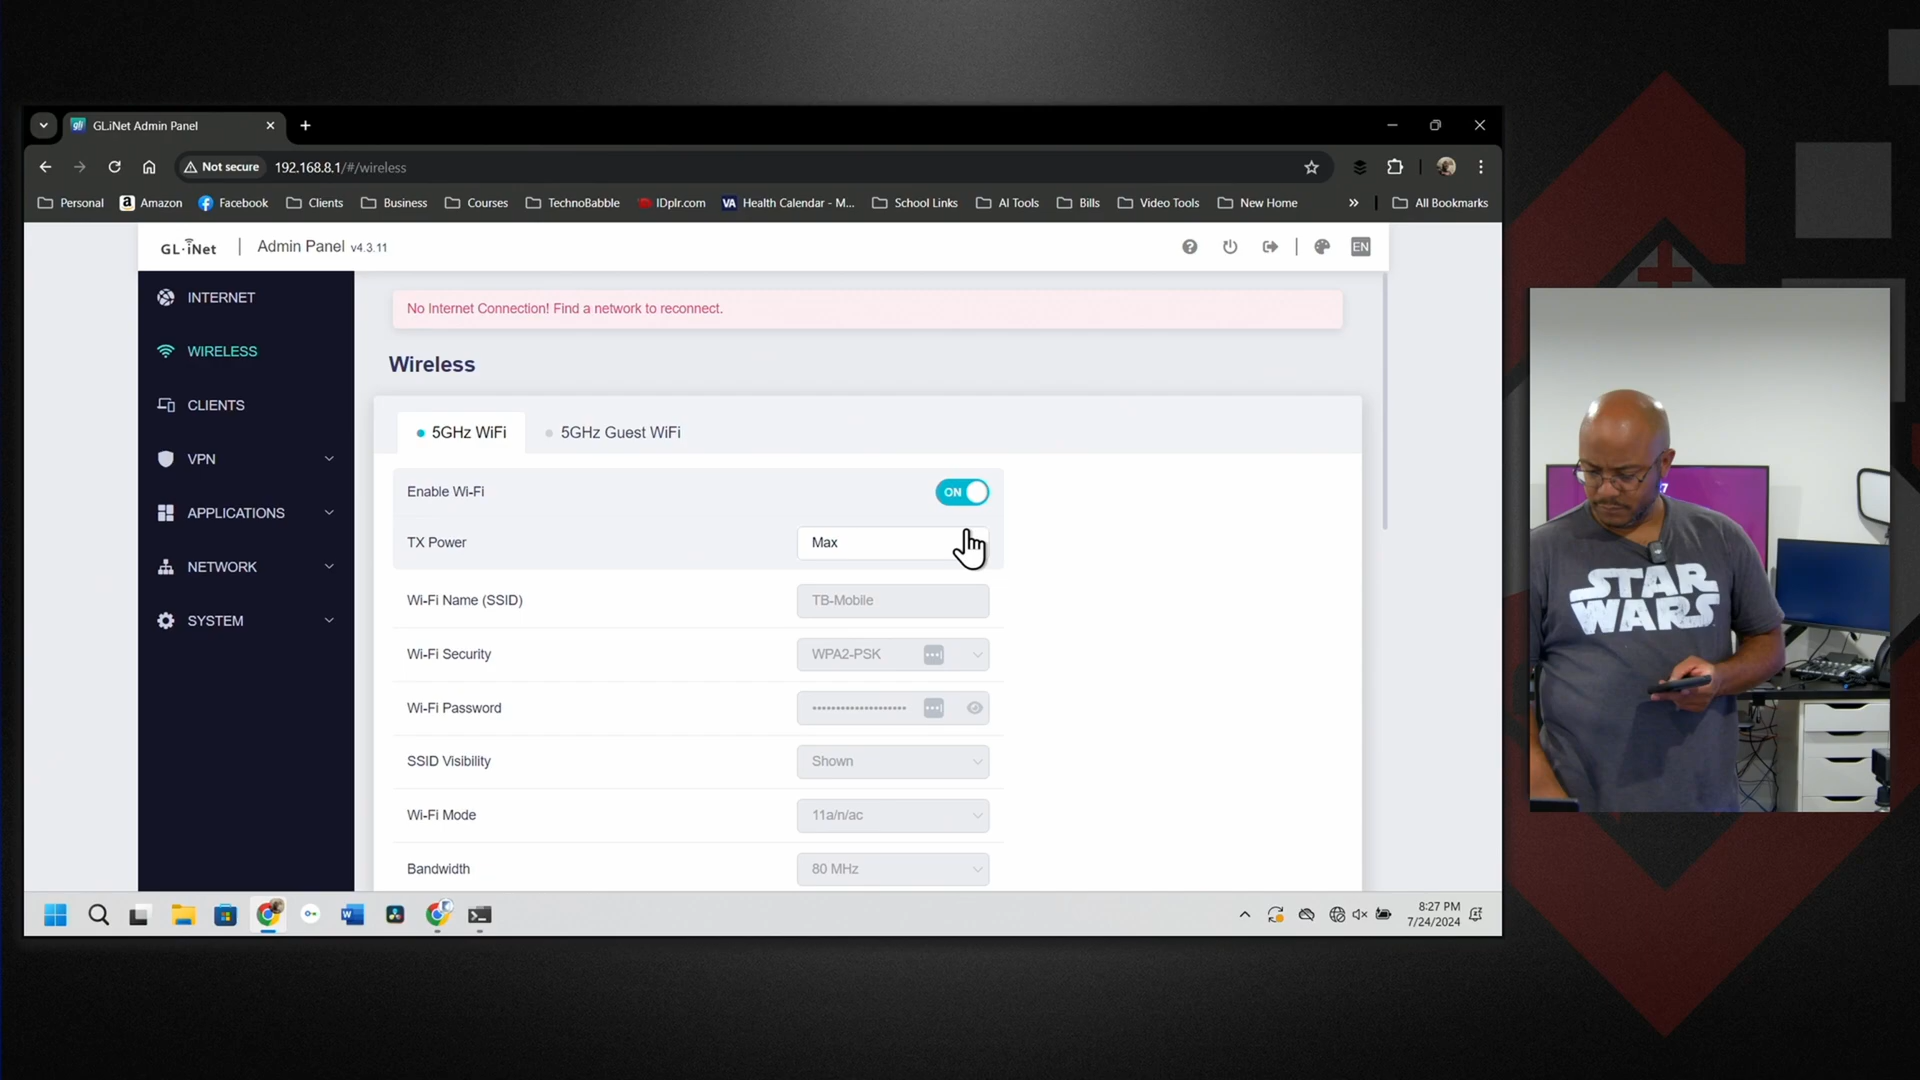 GL.iNet Admin Panel
Not secure 192.168.8.1/#/wireless
Personal Amazon Facebook Clients Business Courses TechnoBabble IDplr.com VA Health Calendar - M... School Links AI Tools Bills Video Tools New Home » All Bookmarks
GL·iNet | Admin Panel v4.3.11 EN
INTERNET
WIRELESS
CLIENTS
VPN
APPLICATIONS
NETWORK
SYSTEM
No Internet Connection! Find a network to reconnect.
Wireless
5GHz WiFi 5GHz Guest WiFi
Enable Wi-Fi ON
TX Power Max
Wi-Fi Name (SSID) TB-Mobile
Wi-Fi Security WPA2-PSK
Wi-Fi Password
SSID Visibility Shown
Wi-Fi Mode 11a/n/ac
Bandwidth 80 MHz
8:27 PM
7/24/2024
STAR
WARS